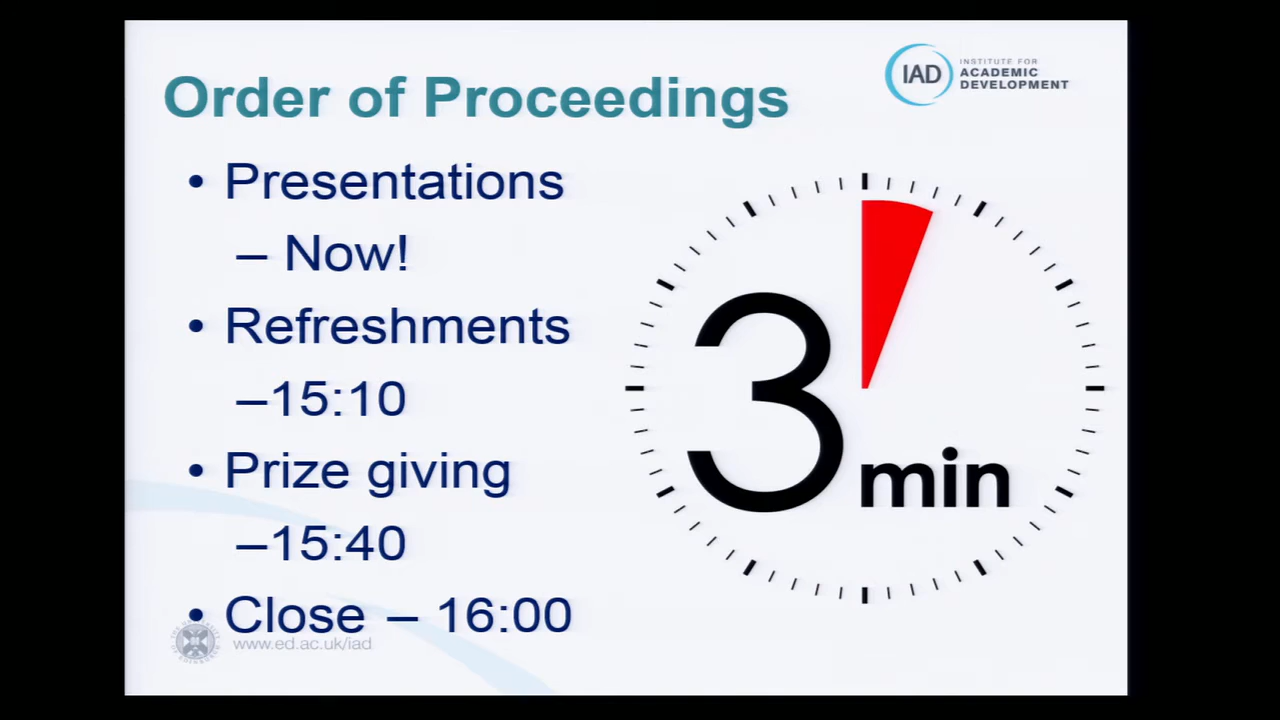 Order of Proceedings
IAD
INSTITUTE FOR
ACADEMIC
DEVELOPMENT
• Presentations
– Now!
• Refreshments
–15:10
• Prize giving
–15:40
• Close – 16:00
3 min
www.ed.ac.uk/iad